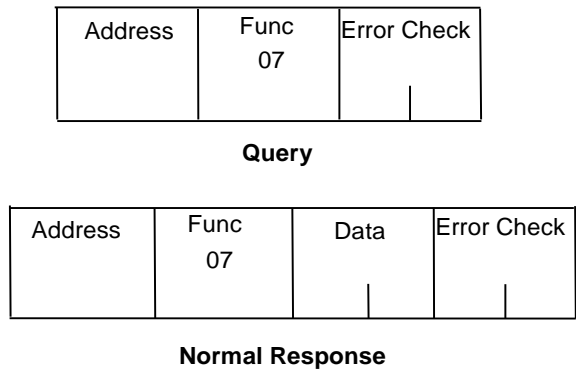 Address Func Error Check
07
Query
Address Func Data Error Check
07
Normal Response